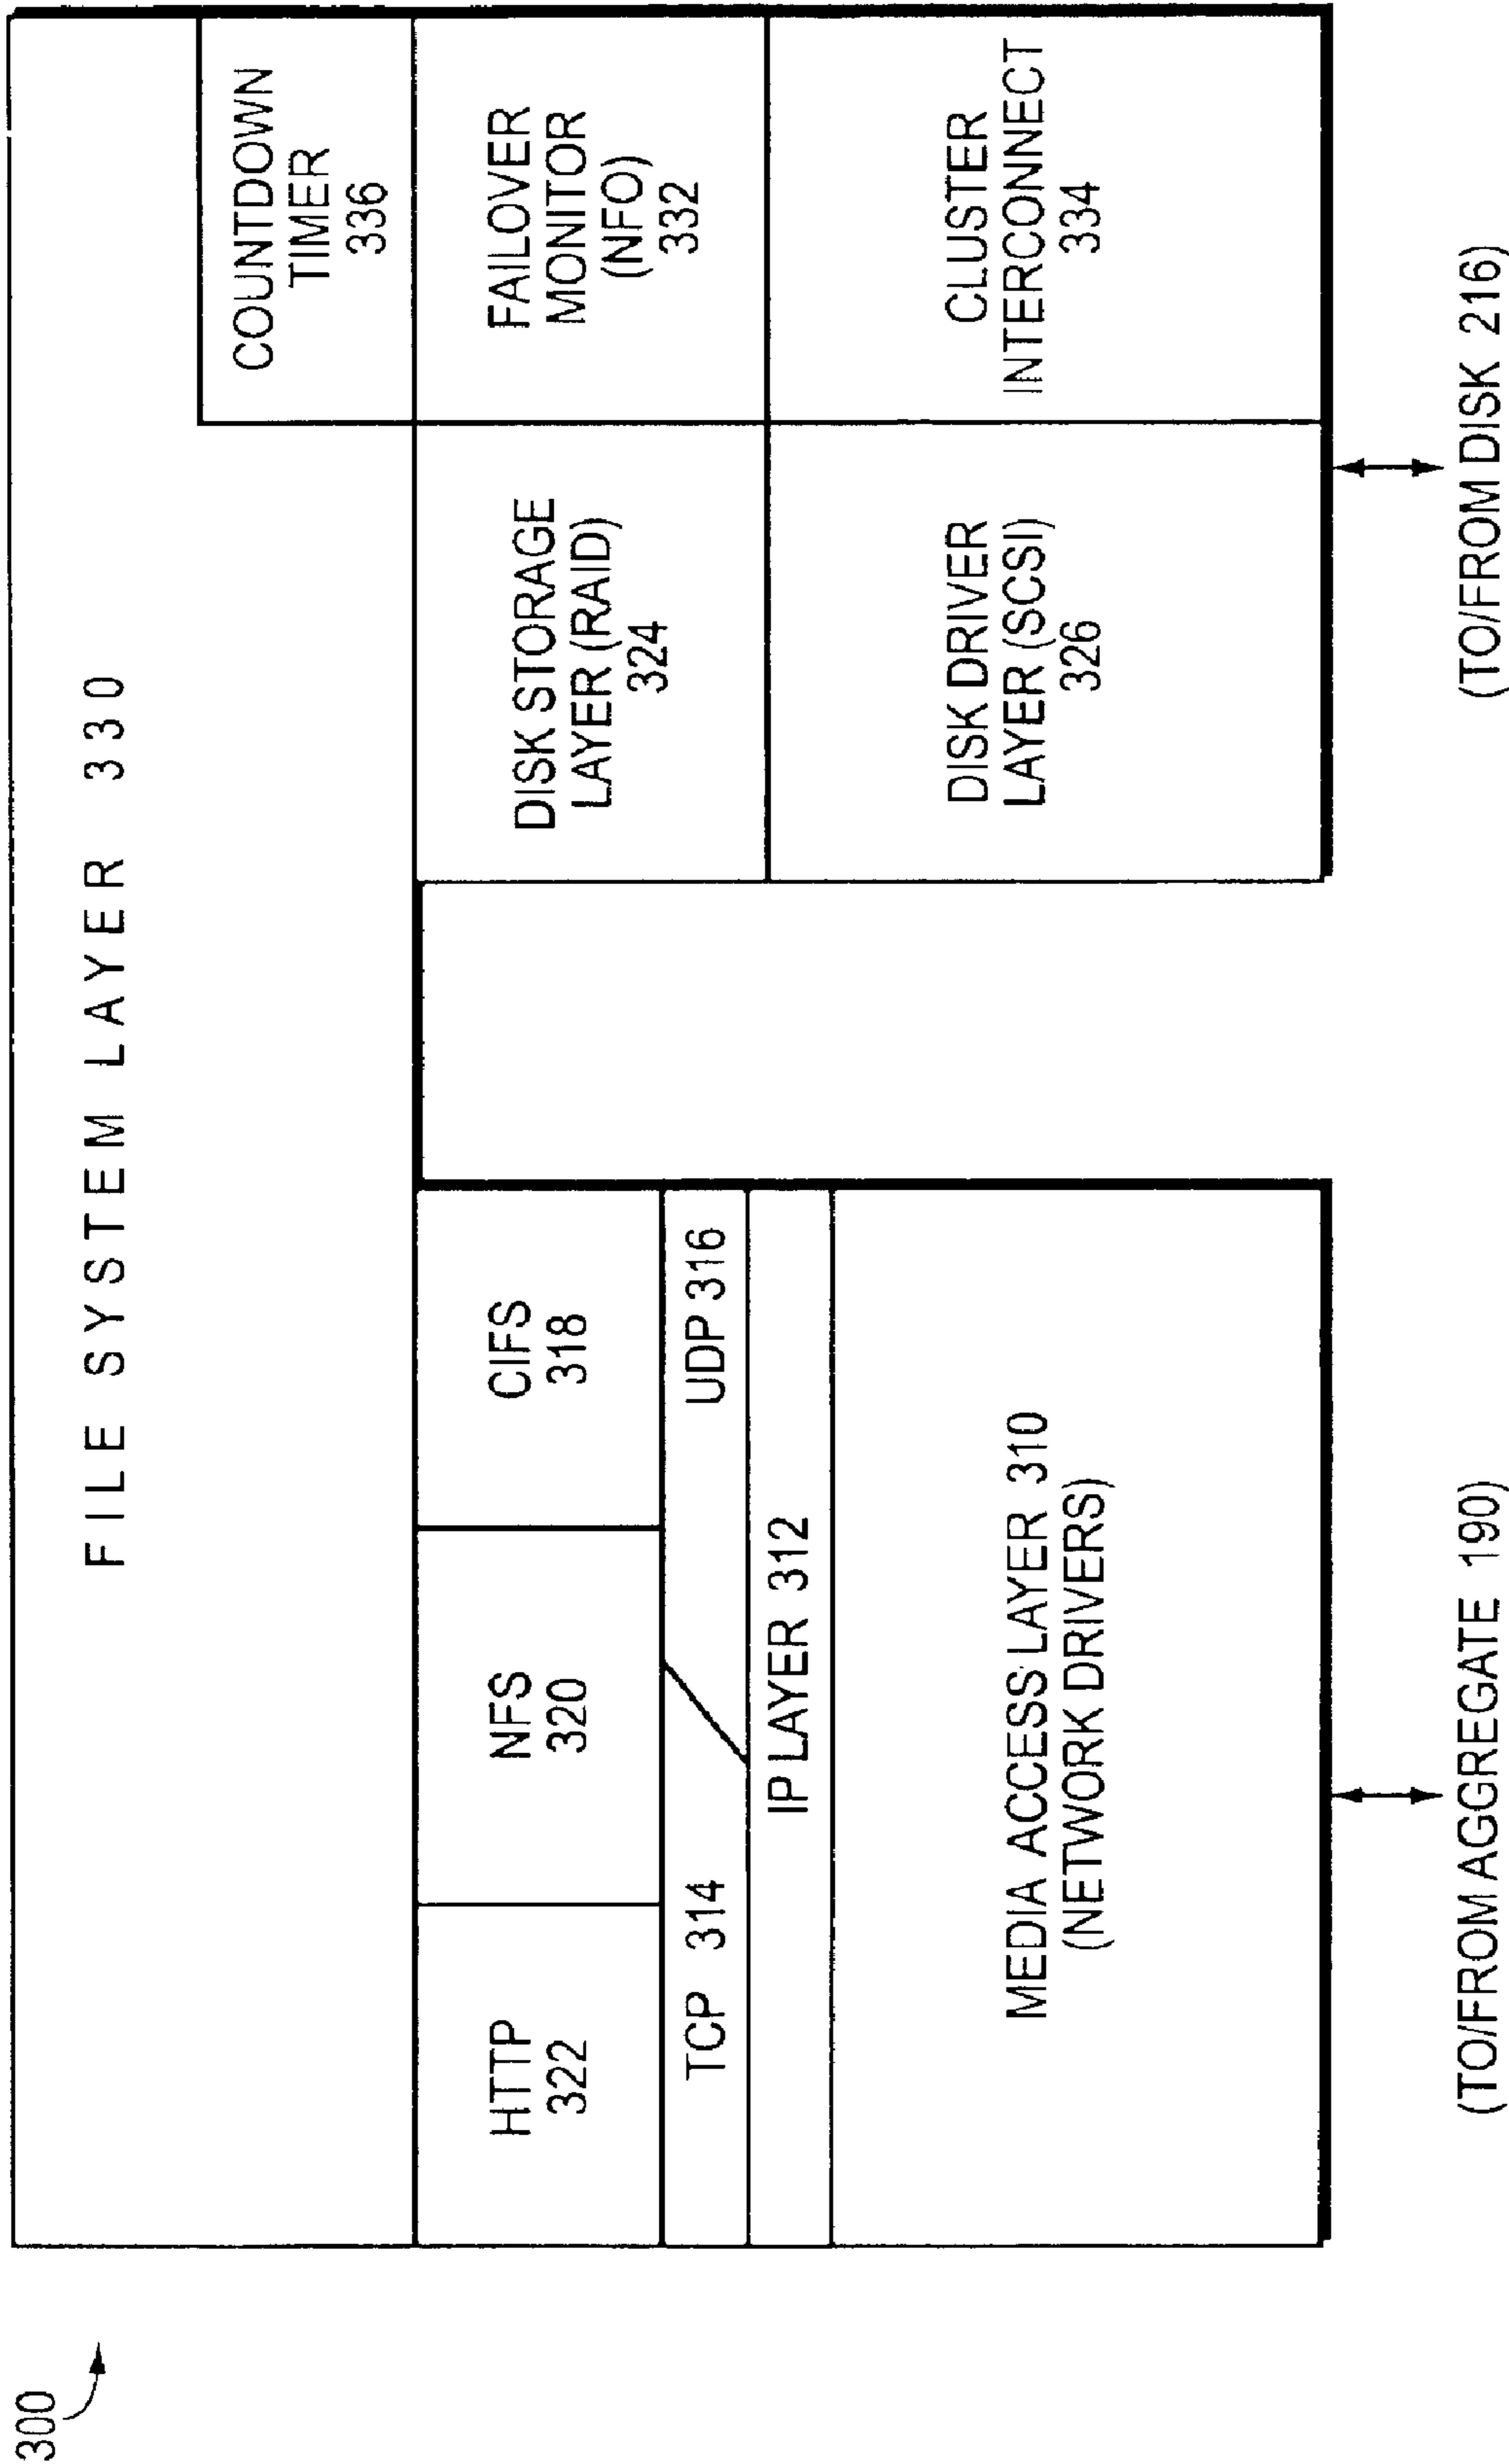 300
FILE SYSTEM LAYER 330
COUNTDOWN
TIMER
336
HTTP
322
NFS
320
CIFS
318
DISK STORAGE
LAYER (RAID)
324
FAILOVER
MONITOR
(NFO)
332
TCP 314
UDP 316
IP LAYER 312
MEDIA ACCESS LAYER 310
(NETWORK DRIVERS)
DISK DRIVER
LAYER (SCSI)
326
CLUSTER
INTERCONNECT
334
(TO/FROM AGGREGATE 190)
(TO/FROM DISK 216)